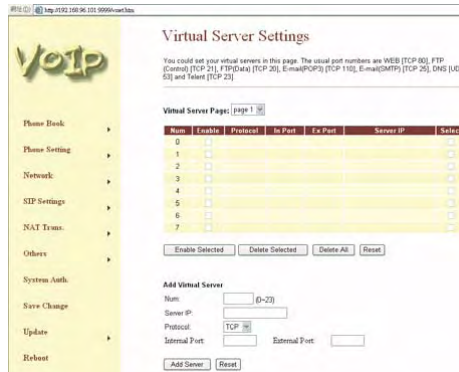 网址(D) http://192.168.96.101:9999/vset.htm
VOIP
Phone Book
Phone Setting
Network
SIP Settings
NAT Trans.
Others
System Auth.
Save Change
Update
Reboot
Virtual Server Settings
You could set your virtual servers in this page. The usual port numbers are WEB [TCP 80], FTP
(Control) [TCP 21], FTP(Data) [TCP 20], E-mail(POP3) [TCP 110], E-mail(SMTP) [TCP 25], DNS [UD
53] and Telent [TCP 23]
Virtual Server Page: page 1
Num Enable Protocol In Port Ex Port Server IP Selec
0
1
2
3
4
5
6
7
Enable Selected Delete Selected Delete All Reset
Add Virtual Server
Num: (0~23)
Server IP:
Protocol: TCP
Internal Port: External Port:
Add Server Reset